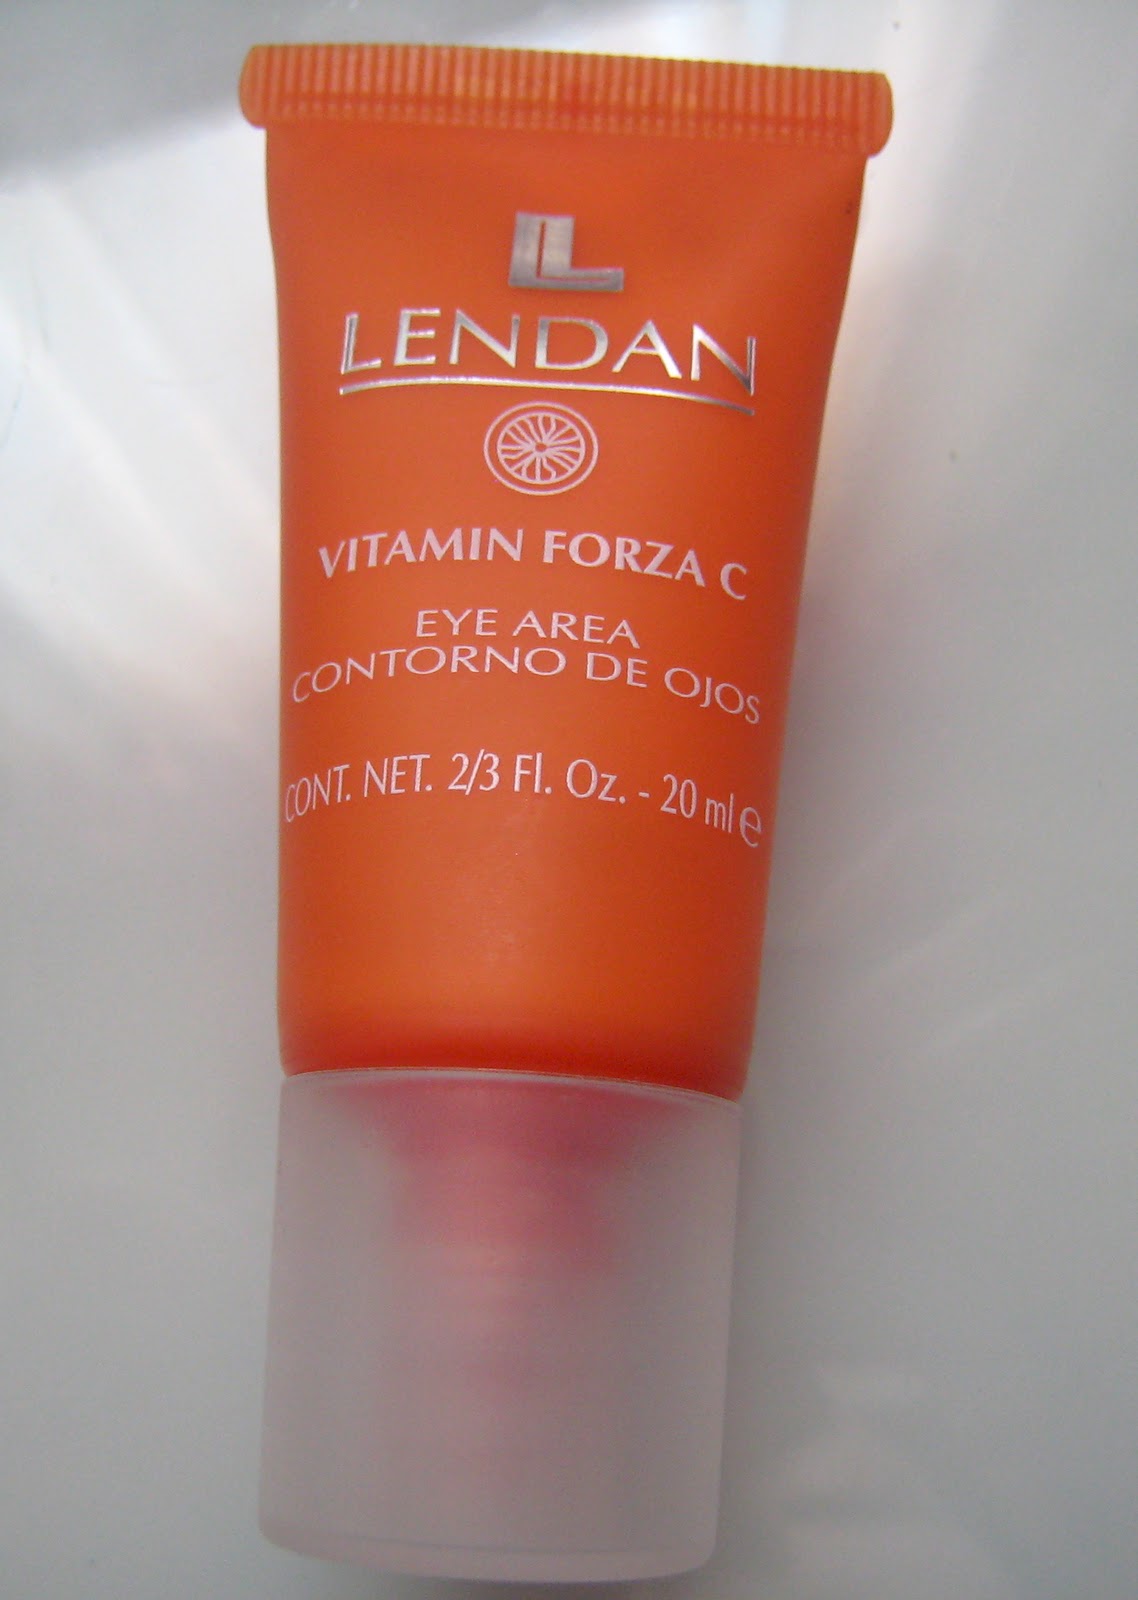 LENDAN
VITAMIN FORZA C
EYE AREA
CONTORNO DE OJOS
CONT. NET. 2/3 Fl. Oz. - 20 ml ℮